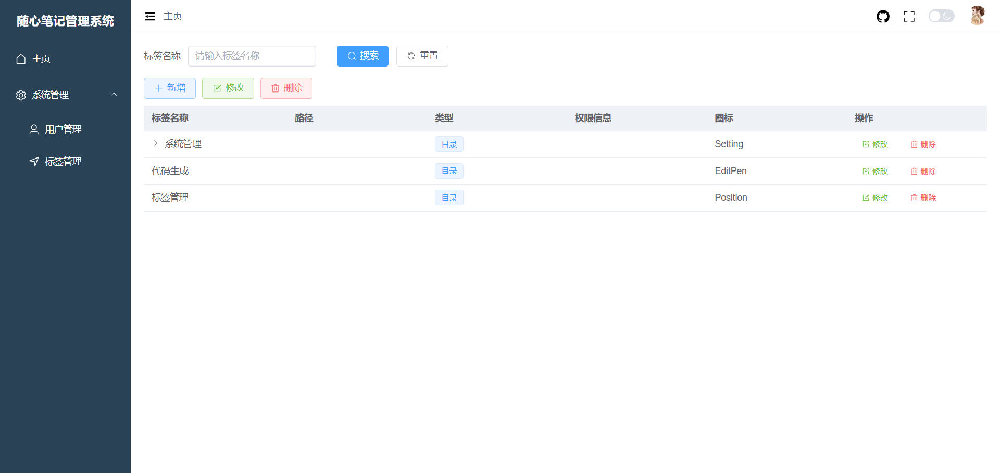 随心笔记管理系统
主页
系统管理
用户管理
标签管理
主页
标签名称 请输入标签名称 搜索 重置
新增 修改 删除
标签名称 路径 类型 权限信息 图标 操作
系统管理 目录 Setting 修改 删除
代码生成 目录 EditPen 修改 删除
标签管理 目录 Position 修改 删除